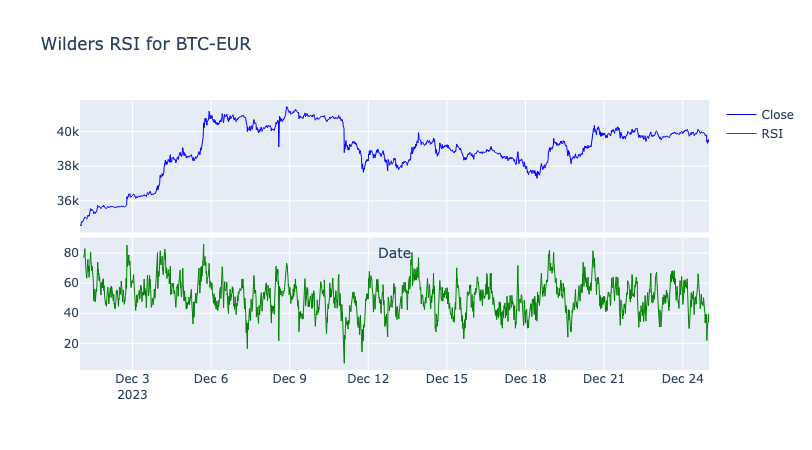 Wilders RSI for BTC-EUR
Close
RSI
40k
38k
36k
Date
80
60
40
20
Dec 3
2023
Dec 6
Dec 9
Dec 12
Dec 15
Dec 18
Dec 21
Dec 24